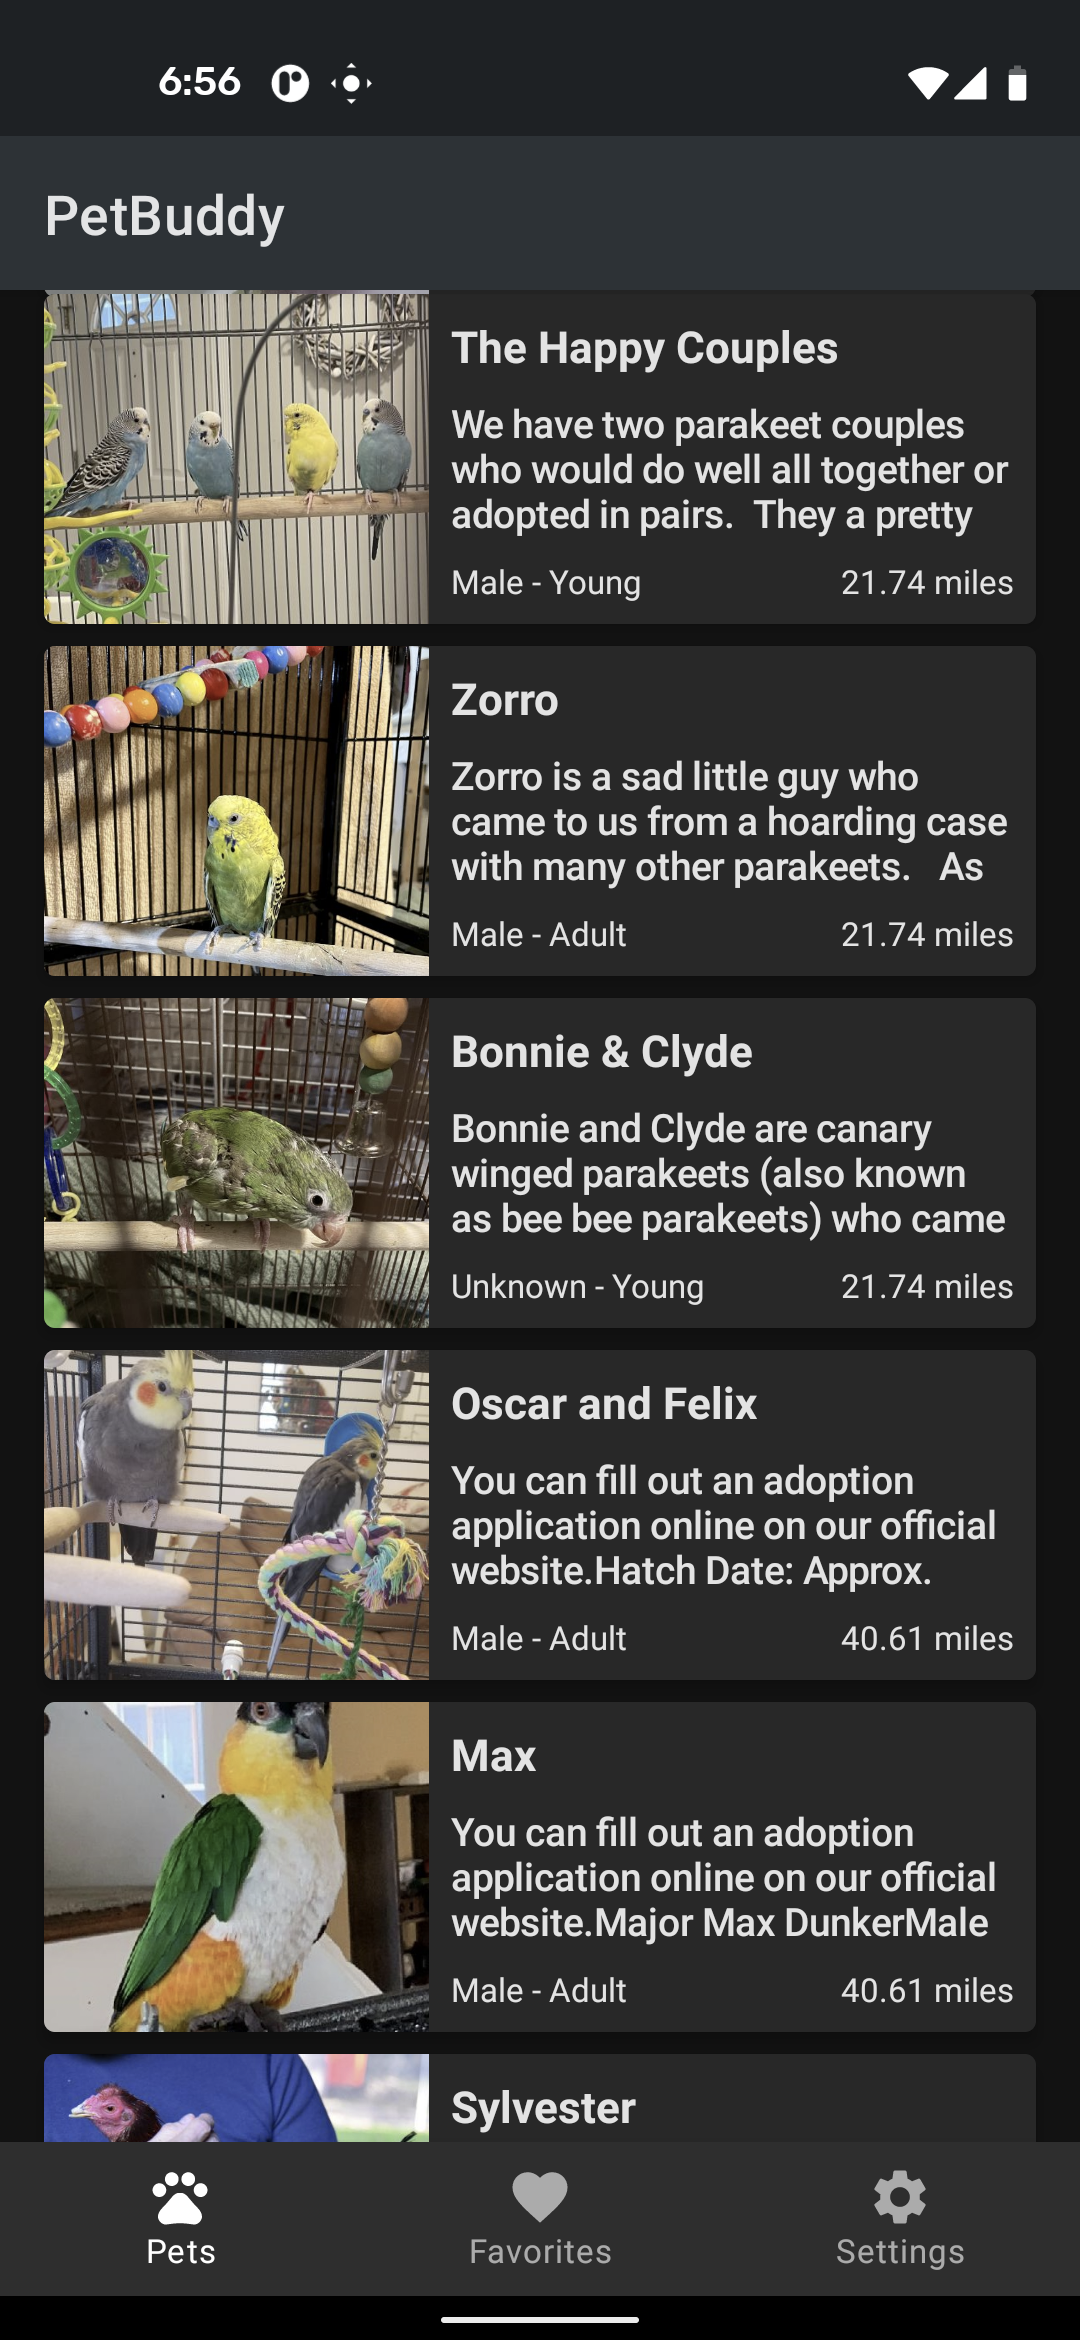 6:56
PetBuddy
The Happy Couples
We have two parakeet couples
who would do well all together or
adopted in pairs.  They a pretty
Male - Young 21.74 miles
Zorro
Zorro is a sad little guy who
came to us from a hoarding case
with many other parakeets.   As
Male - Adult 21.74 miles
Bonnie & Clyde
Bonnie and Clyde are canary
winged parakeets (also known
as bee bee parakeets) who came
Unknown - Young 21.74 miles
Oscar and Felix
You can fill out an adoption
application online on our official
website.Hatch Date: Approx.
Male - Adult 40.61 miles
Max
You can fill out an adoption
application online on our official
website.Major Max DunkerMale
Male - Adult 40.61 miles
Sylvester
Pets Favorites Settings